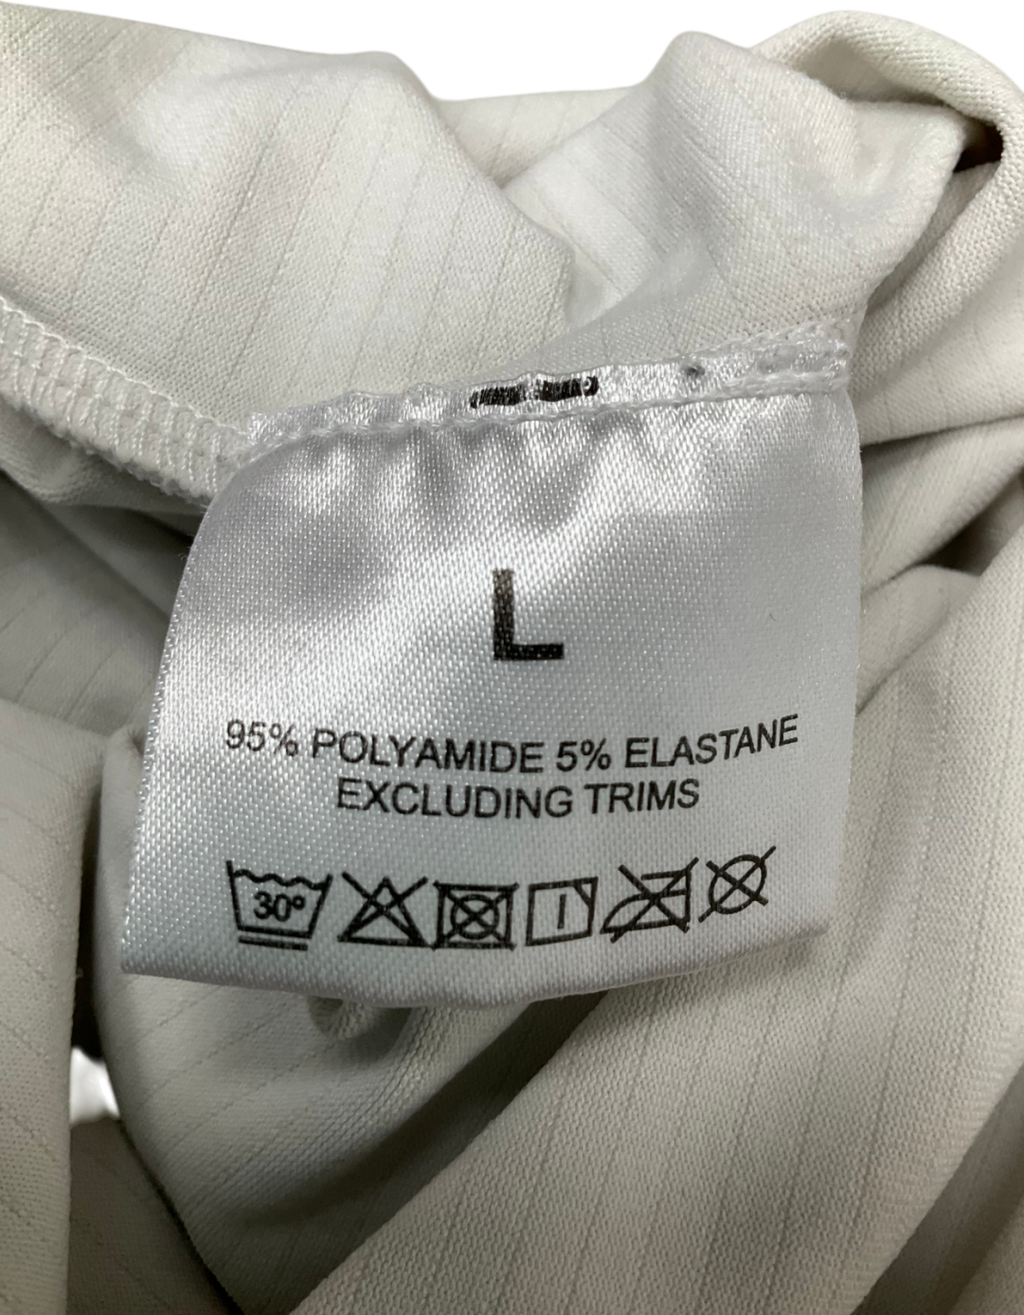 L
95% POLYAMIDE 5% ELASTANE
EXCLUDING TRIMS
30°